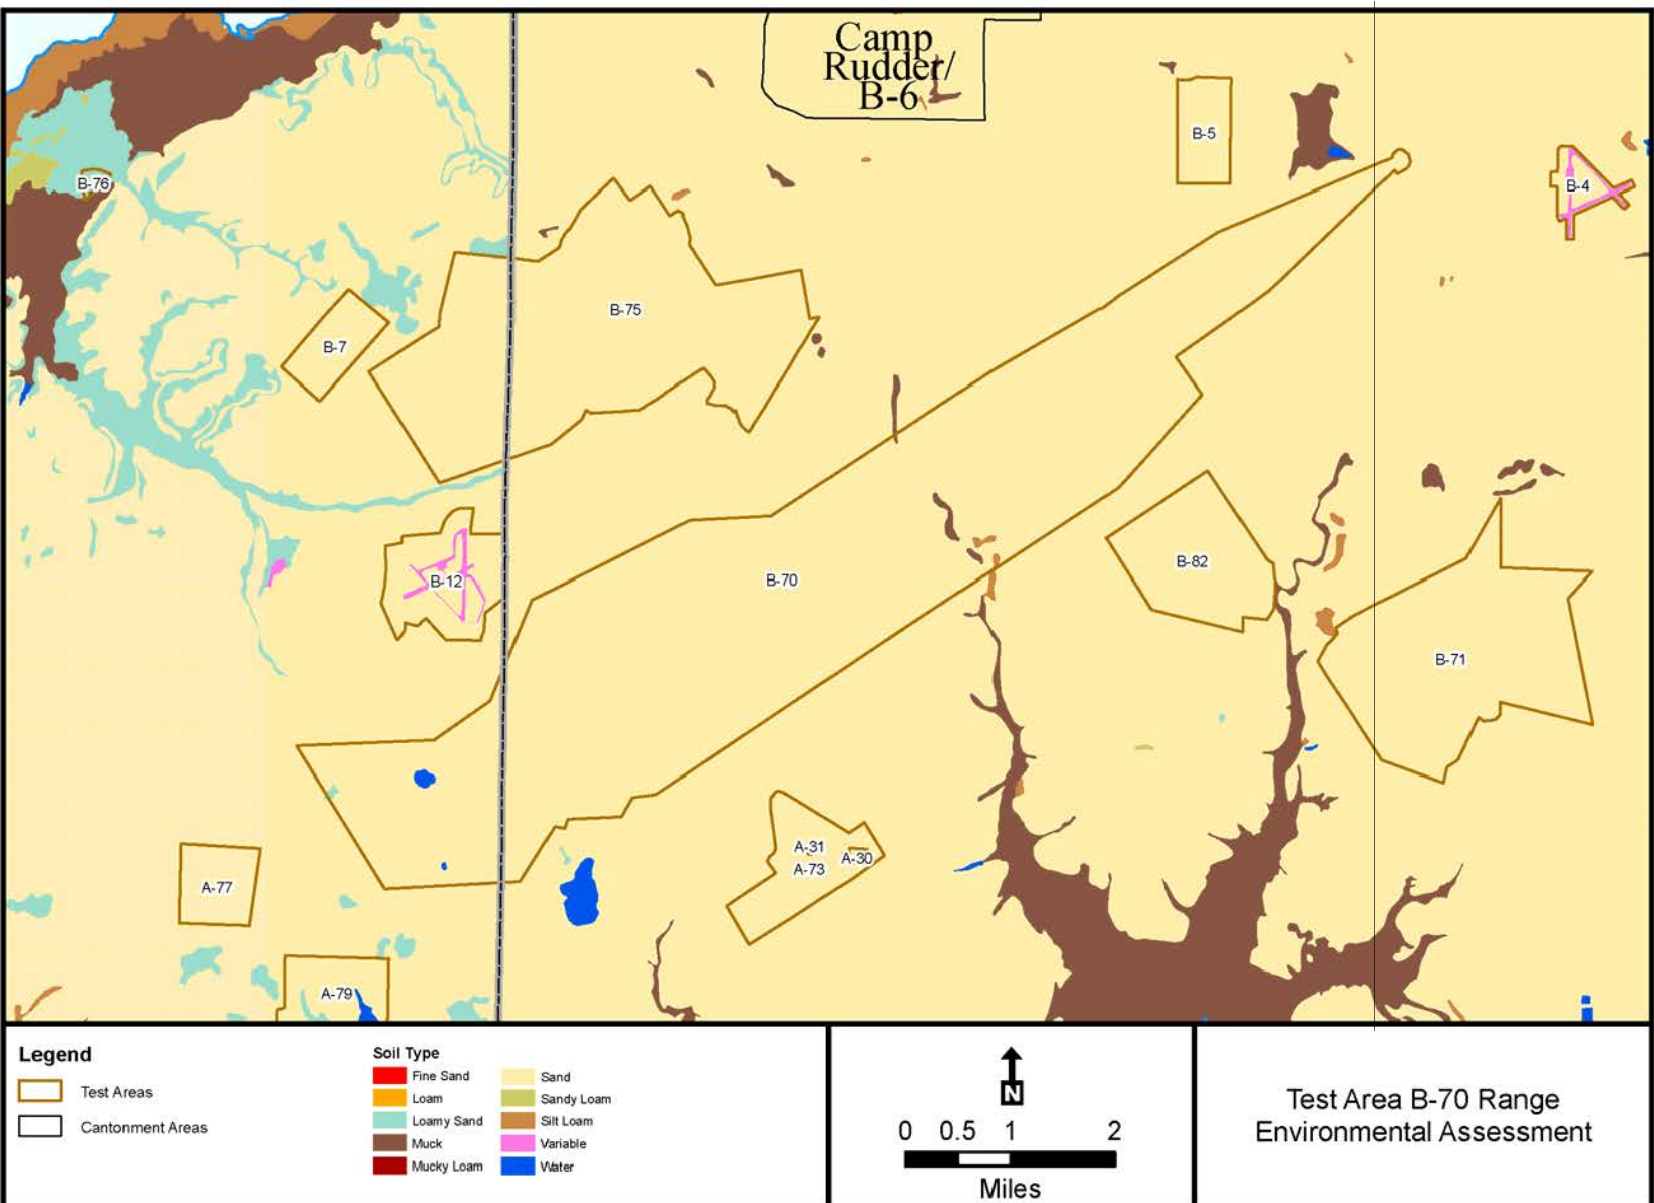 Camp
Rudder/
B-6
B-5
B-4
B-76
B-75
B-7
B-12
B-70
B-82
B-71
A-31
A-73
A-30
A-77
A-79
Legend
Test Areas
Cantonment Areas
Soil Type
Fine Sand
Loam
Loamy Sand
Muck
Mucky Loam
Sand
Sandy Loam
Silt Loam
Variable
Water
N
0 0.5 1 2
Miles
Test Area B-70 Range
Environmental Assessment